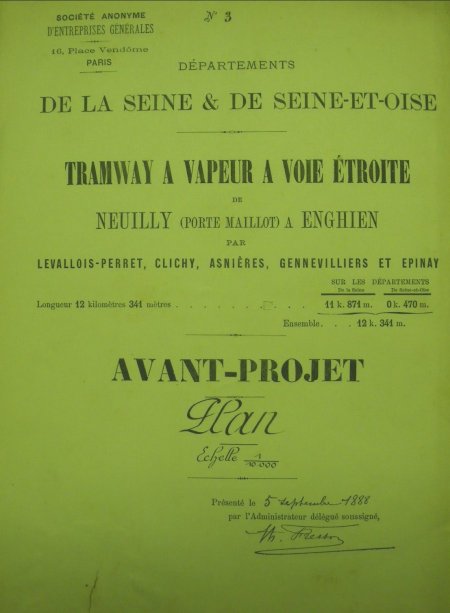 SOCIÉTÉ ANONYME
D'ENTREPRISES GÉNÉRALES
16, Place Vendôme
PARIS
N 3
DÉPARTEMENTS
DE LA SEINE & DE SEINE-ET-OISE
TRAMWAY A VAPEUR A VOIE ÉTROITE
DE
NEUILLY (PORTE MAILLOT) A ENGHIEN
PAR
LEVALLOIS-PERRET, CLICHY, ASNIÈRES, GENNEVILLIERS ET EPINAY
SUR LES DÉPARTEMENTS
De la Seine De Seine-et-Oise
Longueur 12 kilomètres 341 mètres . . . . . . . . . 11 k. 871 m. 0 k. 470 m.
Ensemble. . . 12 k. 341 m.
AVANT-PROJET
Plan
Echelle 1/10 000
Présenté le 5 septembre 1888
par l'Administrateur délégué soussigné,